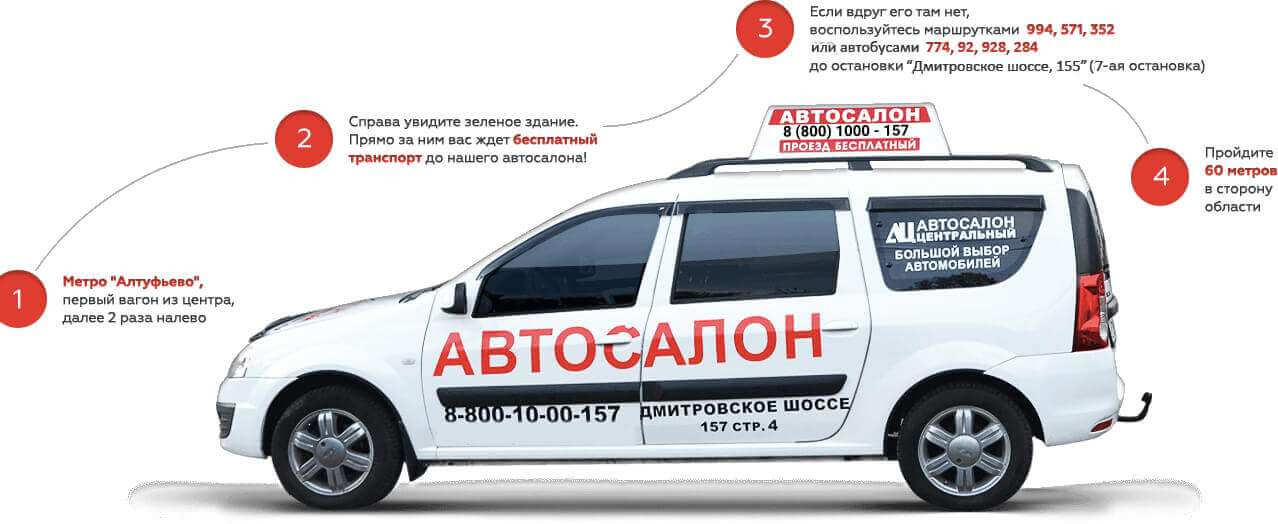 1
Метро "Алтуфьево",
первый вагон из центра,
далее 2 раза налево
2
Справа увидите зеленое здание.
Прямо за ним вас ждет бесплатный
транспорт до нашего автосалона!
3
Если вдруг его там нет,
воспользуйтесь маршрутками 994, 571, 352
или автобусами 774, 92, 928, 284
до остановки “Дмитровское шоссе, 155” (7-ая остановка)
4
Пройдите
60 метров
в сторону
области
АВТОСАЛОН
8 (800) 1000 - 157
ПРОЕЗД БЕСПЛАТНЫЙ
АЦ АВТОСАЛОН
ЦЕНТРАЛЬНЫЙ
БОЛЬШОЙ ВЫБОР
АВТОМОБИЛЕЙ
АВТОСАЛОН
8-800-10-00-157
ДМИТРОВСКОЕ ШОССЕ
157 СТР. 4